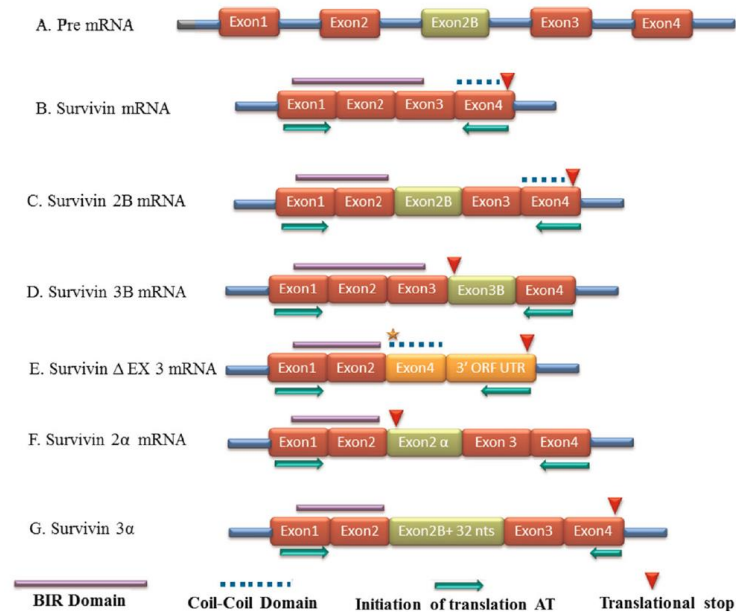 A. Pre mRNA
Exon1 Exon2 Exon2B Exon3 Exon4
B. Survivin mRNA
Exon1 Exon2 Exon3 Exon4
C. Survivin 2B mRNA
Exon1 Exon2 Exon2B Exon3 Exon4
D. Survivin 3B mRNA
Exon1 Exon2 Exon3 Exon3B Exon4
E. Survivin Δ EX 3 mRNA
Exon1 Exon2 Exon4 3' ORF UTR
F. Survivin 2α mRNA
Exon1 Exon2 Exon2 α Exon 3 Exon4
G. Survivin 3α
Exon1 Exon2 Exon2B+ 32 nts Exon3 Exon4
BIR Domain Coil-Coil Domain Initiation of translation AT Translational stop